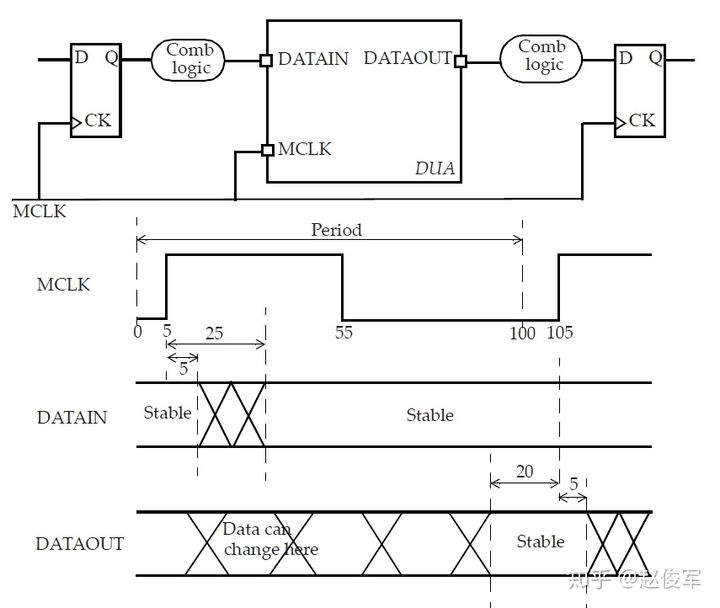 D Q
CK
Comb
logic
DATAIN DATAOUT
MCLK
DUA
Comb
logic
D Q
CK
MCLK
Period
MCLK
0 5 25 55 100 105
5
DATAIN
Stable
Stable
20
5
DATAOUT
Data can
change here
Stable
知乎 @赵俊军